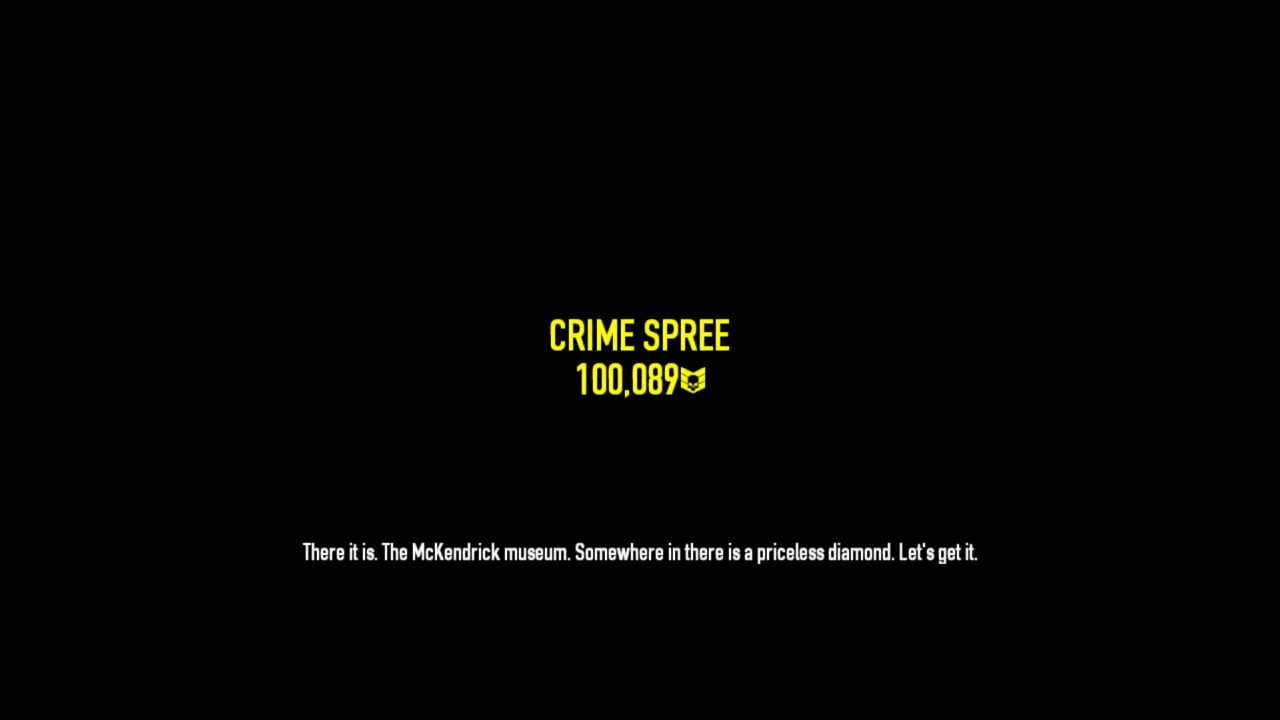 CRIME SPREE
100,089
There it is. The McKendrick museum. Somewhere in there is a priceless diamond. Let's get it.